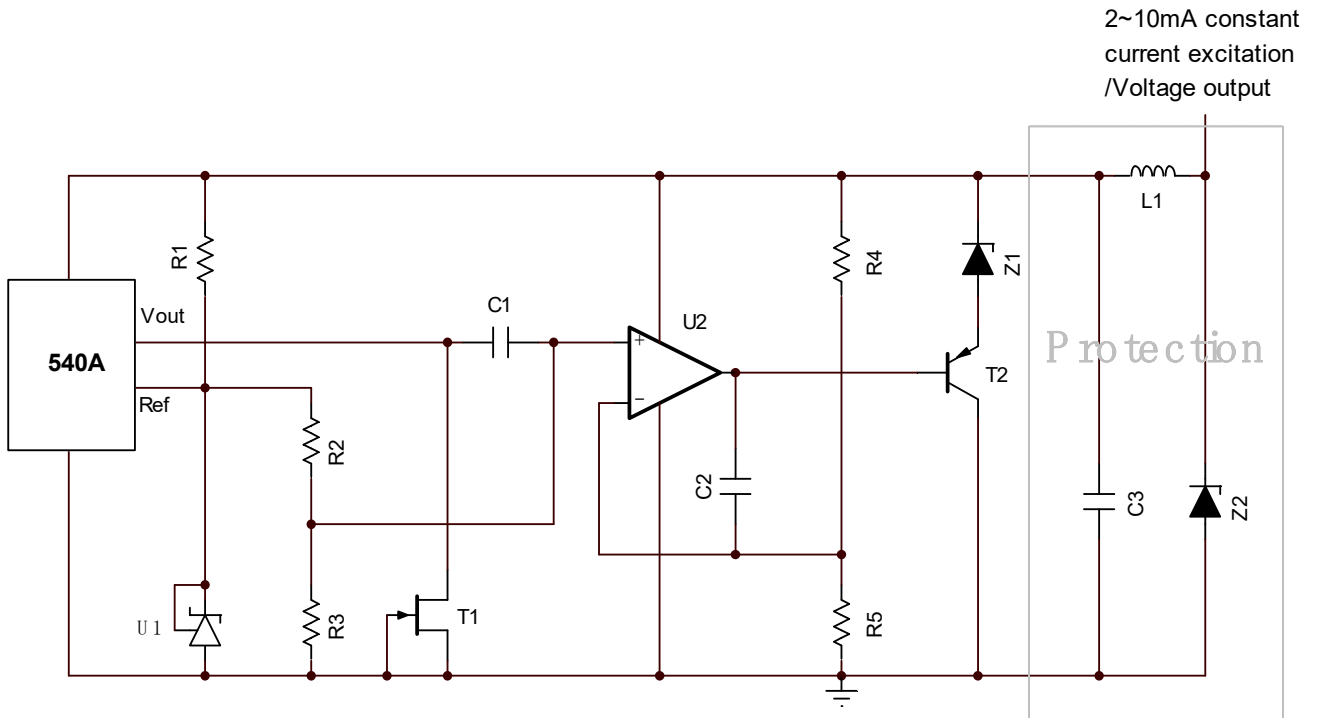 2~10mA constant
current excitation
/Voltage output
L1
R1
R4
Z1
Vout
C1
U2
+
540A
Protection
T2
Ref
−
R2
C2
C3
Z2
U1
R3
T1
R5